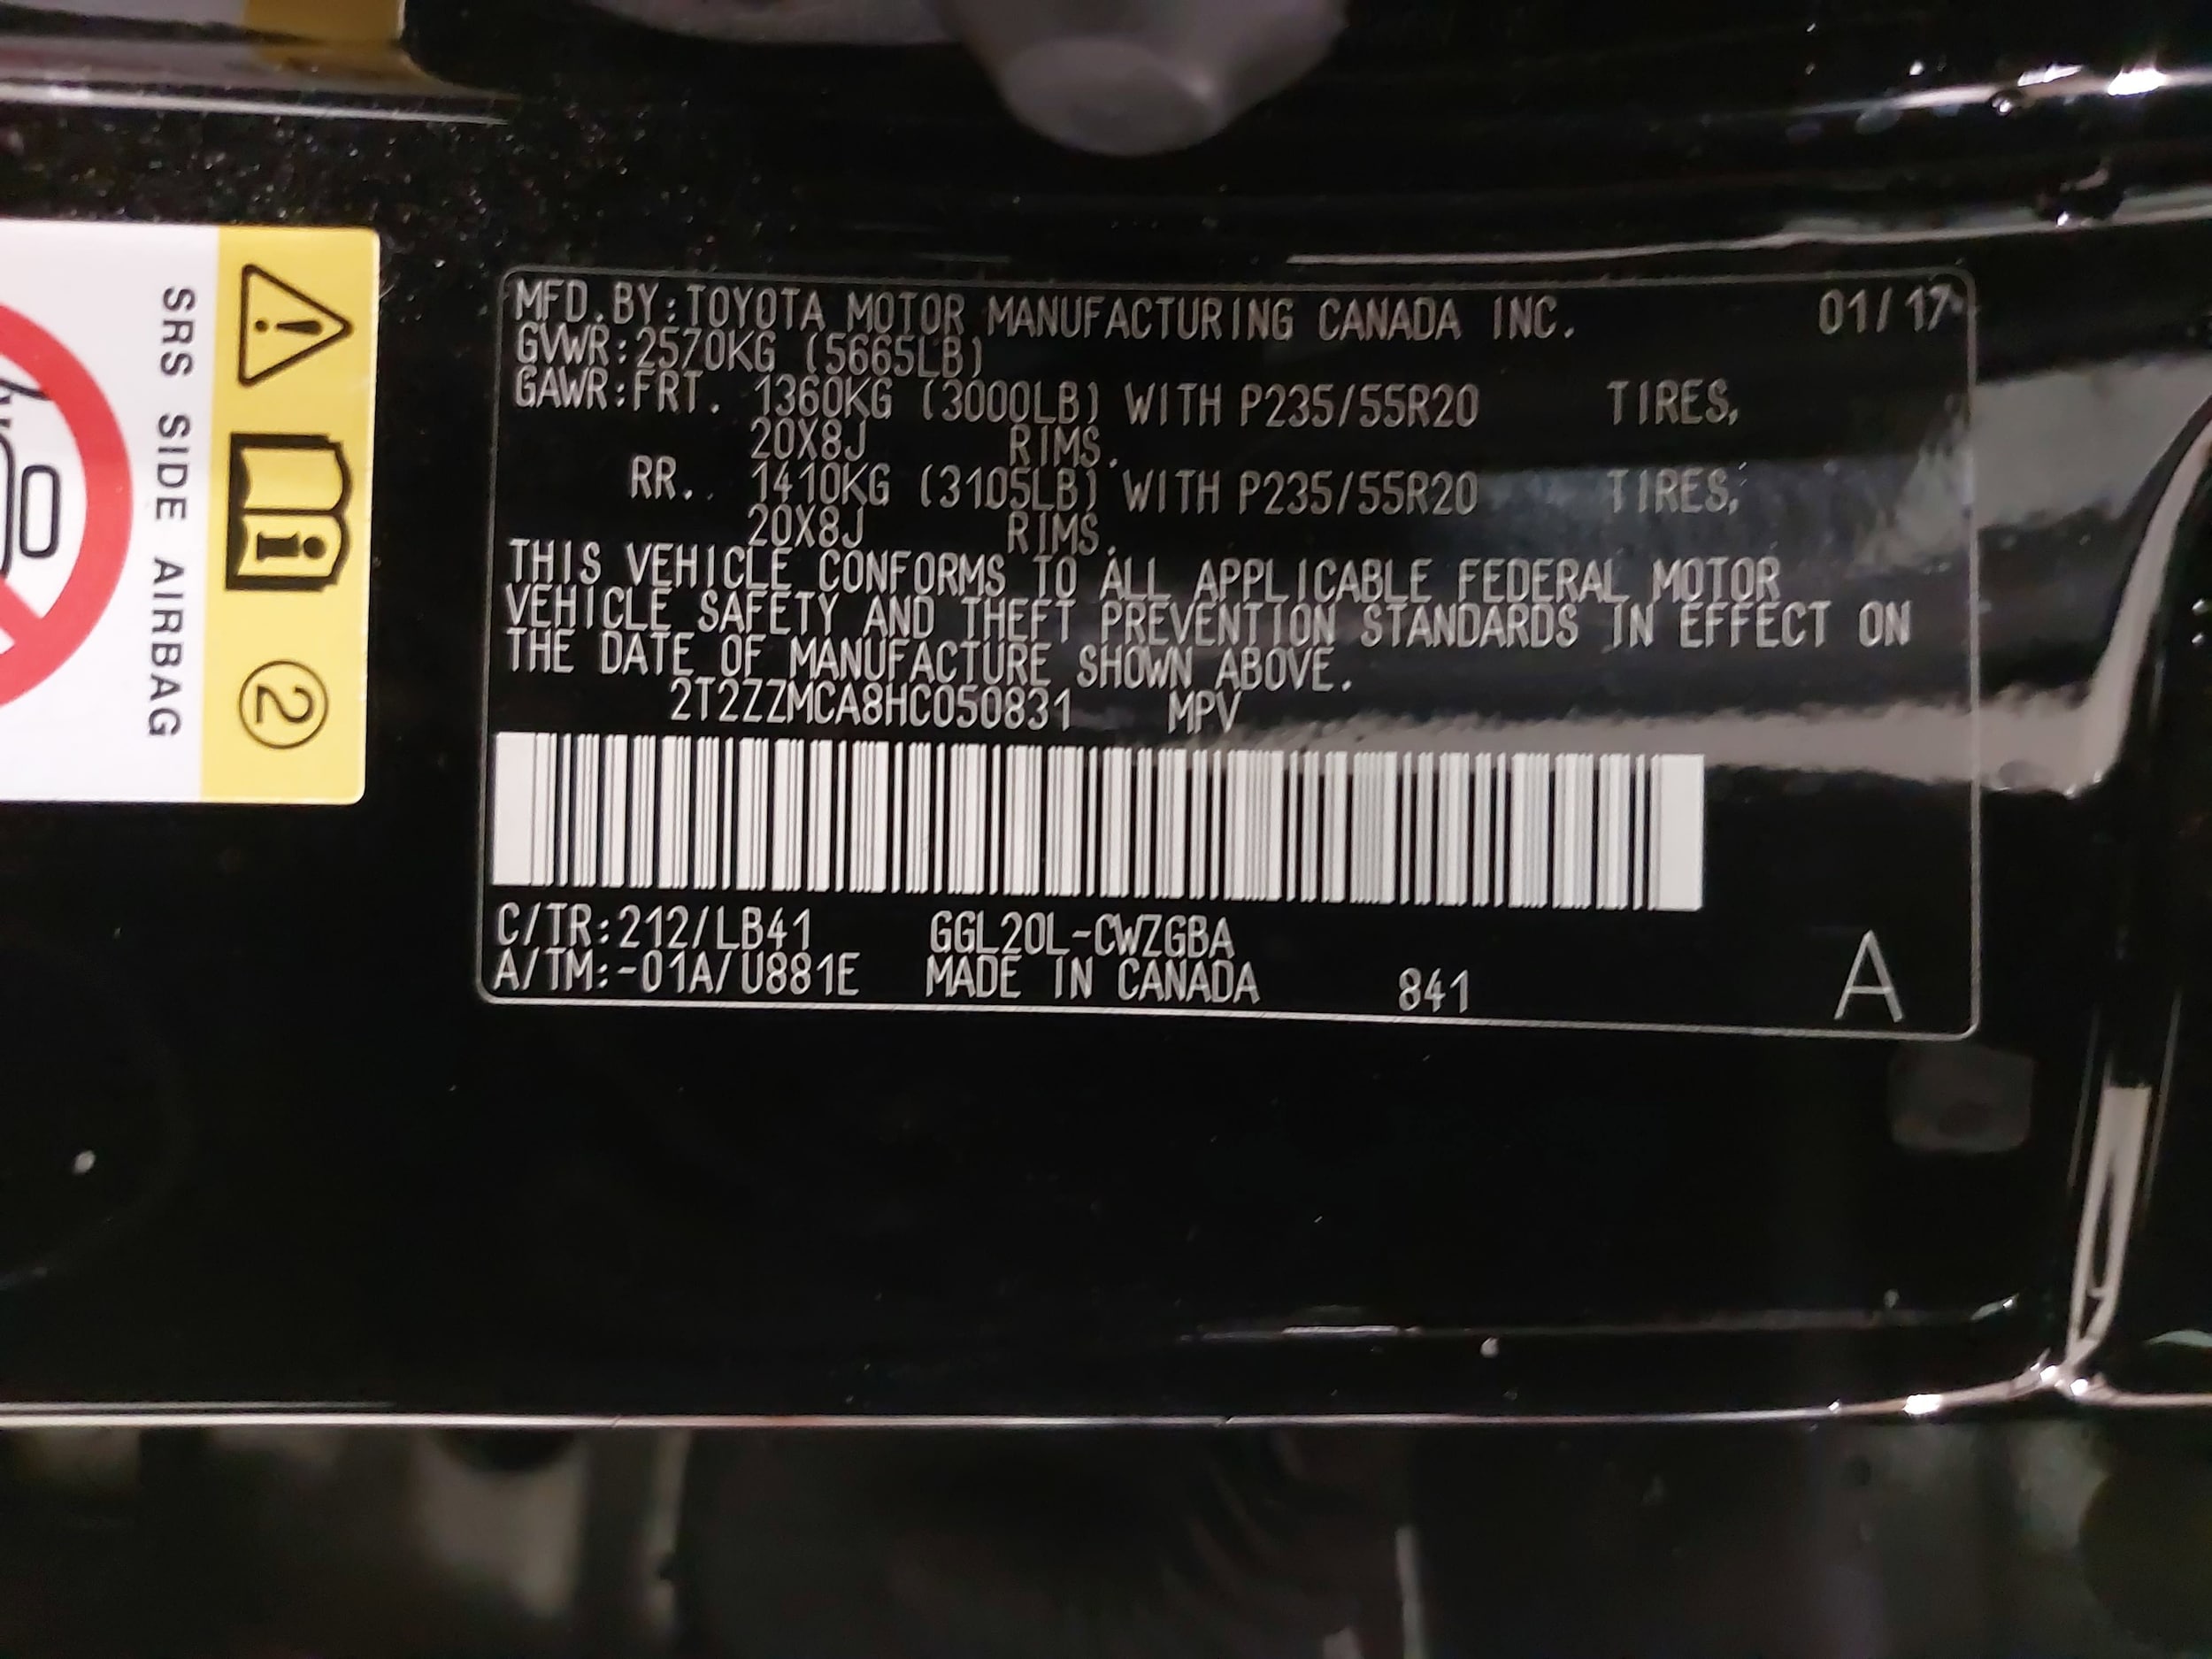 MFD.BY:TOYOTA MOTOR MANUFACTURING CANADA INC. 01/17
GVWR:2570KG (5665LB)
GAWR:FRT. 1360KG (3000LB) WITH P235/55R20 TIRES,
20X8J RIMS.
RR. 1410KG (3105LB) WITH P235/55R20 TIRES,
20X8J RIMS.
THIS VEHICLE CONFORMS TO ALL APPLICABLE FEDERAL MOTOR
VEHICLE SAFETY AND THEFT PREVENTION STANDARDS IN EFFECT ON
THE DATE OF MANUFACTURE SHOWN ABOVE.
2T2ZZMCA8HC050831 MPV
C/TR:212/LB41 GGL20L-CWZGBA
A/TM:-01A/U881E MADE IN CANADA 841 A
SRS SIDE AIRBAG
2